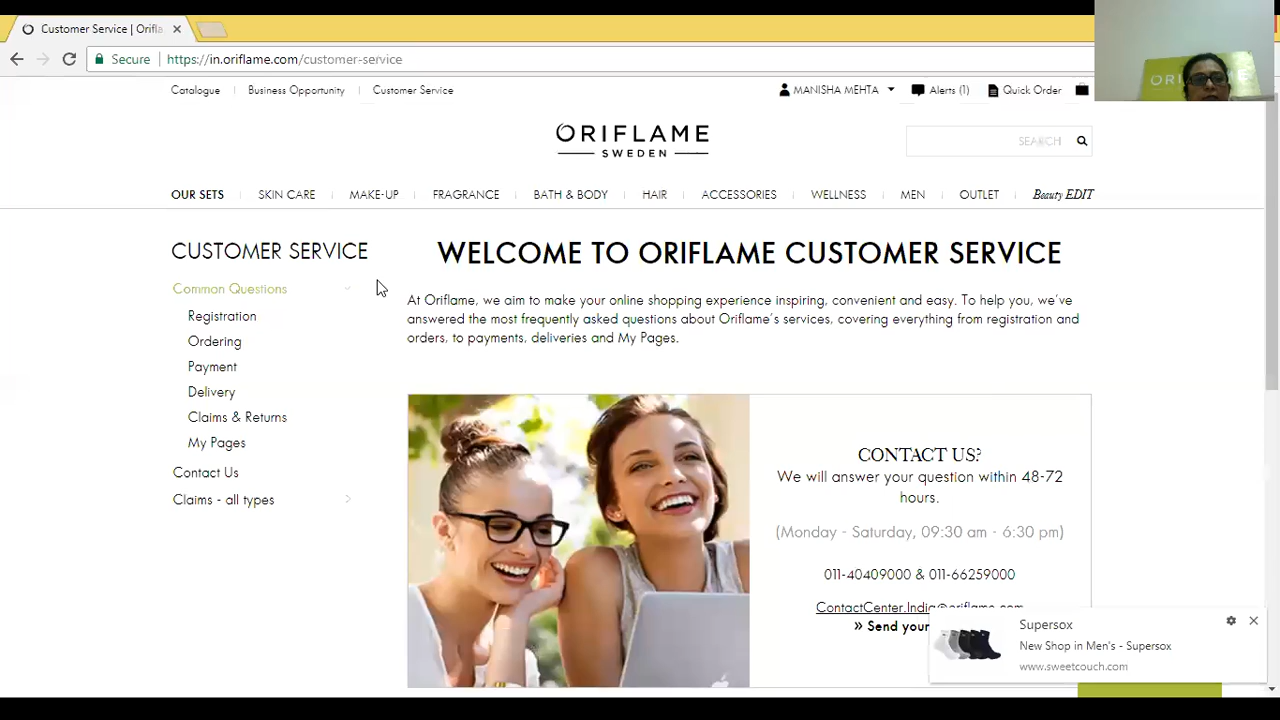 Customer Service | Orifla
Secure
https://in.oriflame.com/customer-service
Catalogue
Business Opportunity
Customer Service
MANISHA MEHTA
Alerts (1)
Quick Order
ORIFLAME
SWEDEN
SEARCH
OUR SETS
SKIN CARE
MAKE-UP
FRAGRANCE
BATH & BODY
HAIR
ACCESSORIES
WELLNESS
MEN
OUTLET
Beauty EDIT
CUSTOMER SERVICE
Common Questions
Registration
Ordering
Payment
Delivery
Claims & Returns
My Pages
Contact Us
Claims - all types
WELCOME TO ORIFLAME CUSTOMER SERVICE
At Oriflame, we aim to make your online shopping experience inspiring, convenient and easy. To help you, we've
answered the most frequently asked questions about Oriflame's services, covering everything from registration and
orders, to payments, deliveries and My Pages.
CONTACT US?
We will answer your question within 48-72
hours.
(Monday - Saturday, 09:30 am - 6:30 pm)
011-40409000 & 011-66259000
ContactCenter.India@oriflame.com
» Send your
Supersox
New Shop in Men's - Supersox
www.sweetcouch.com